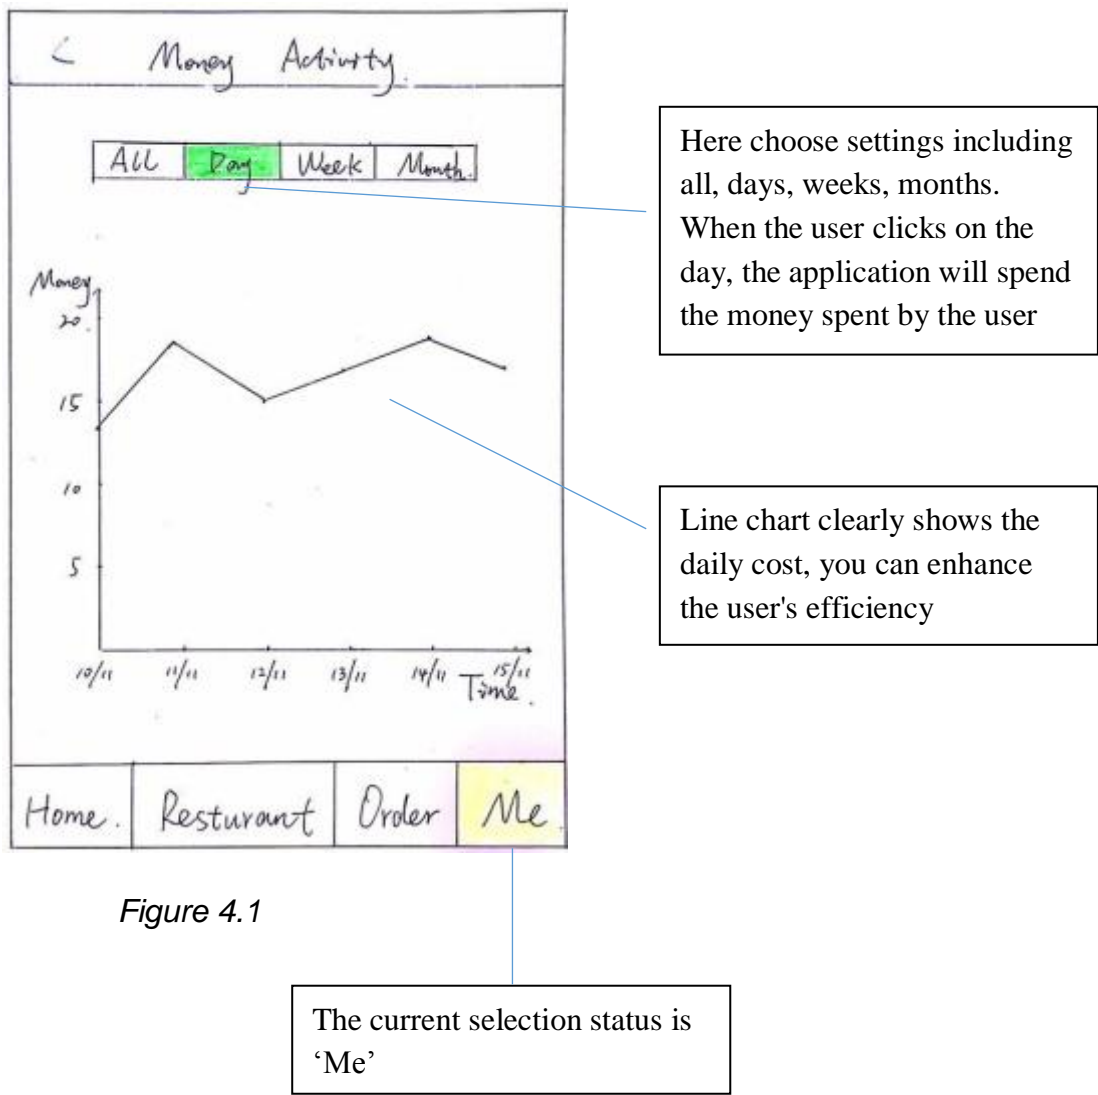 < Money Activity.
All Day Week Month.
Here choose settings including
all, days, weeks, months.
When the user clicks on the
day, the application will spend
the money spent by the user
Money
20.
15
10
5
Line chart clearly shows the
daily cost, you can enhance
the user's efficiency
10/11 11/11 12/11 13/11 14/11 15/11
Time.
Home. Resturant Order Me.
Figure 4.1
The current selection status is
‘Me’